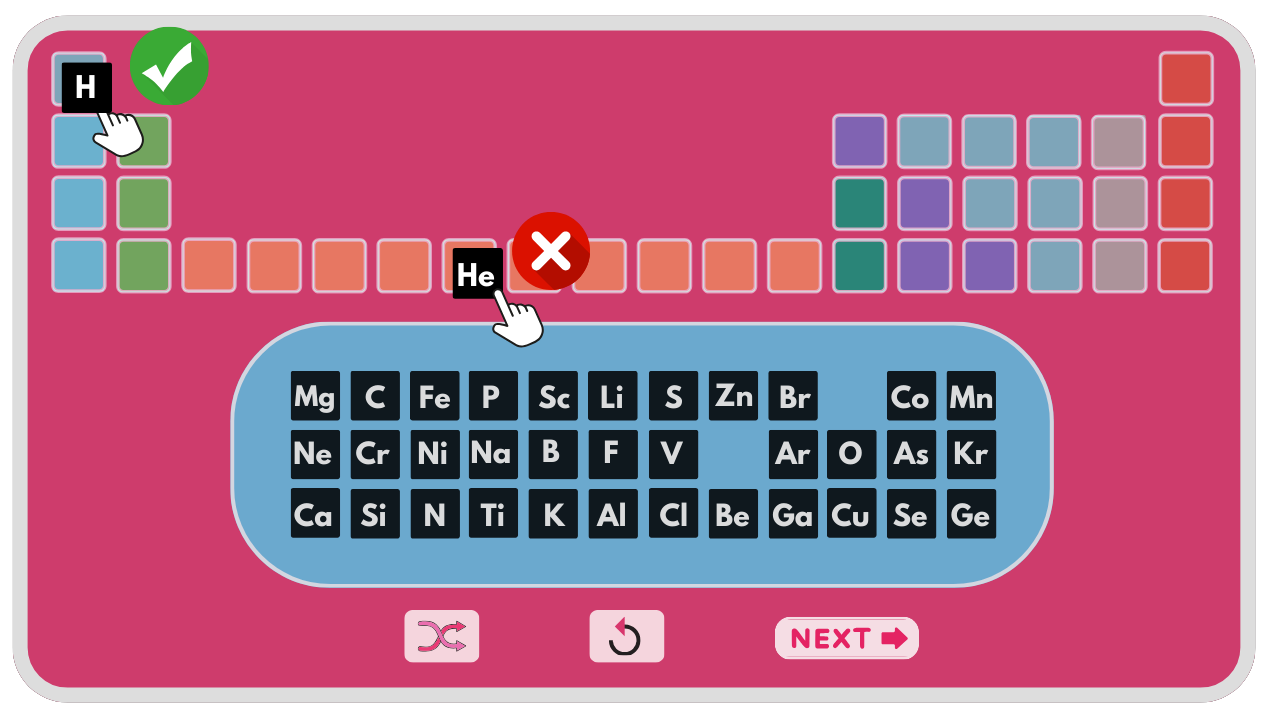 H
He
Mg C Fe P Sc Li S Zn Br Co Mn
Ne Cr Ni Na B F V Ar O As Kr
Ca Si N Ti K Al Cl Be Ga Cu Se Ge
NEXT